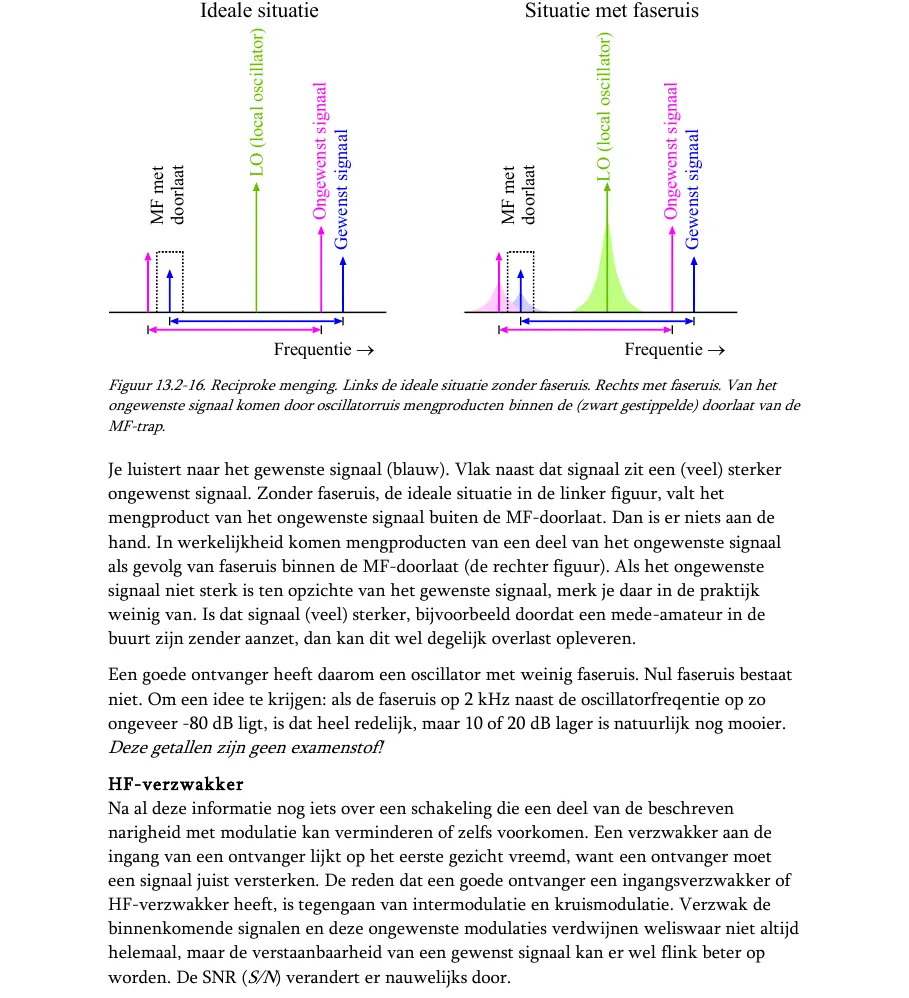 Ideale situatie
Situatie met faseruis
MF met
doorlaat
LO (local oscillator)
Ongewenst signaal
Gewenst signaal
Frequentie →
MF met
doorlaat
LO (local oscillator)
Ongewenst signaal
Gewenst signaal
Frequentie →
Figuur 13.2-16. Reciproke menging. Links de ideale situatie zonder faseruis. Rechts met faseruis. Van het
ongewenste signaal komen door oscillatorruis mengproducten binnen de (zwart gestippelde) doorlaat van de
MF-trap.
Je luistert naar het gewenste signaal (blauw). Vlak naast dat signaal zit een (veel) sterker
ongewenst signaal. Zonder faseruis, de ideale situatie in de linker figuur, valt het
mengproduct van het ongewenste signaal buiten de MF-doorlaat. Dan is er niets aan de
hand. In werkelijkheid komen mengproducten van een deel van het ongewenste signaal
als gevolg van faseruis binnen de MF-doorlaat (de rechter figuur). Als het ongewenste
signaal niet sterk is ten opzichte van het gewenste signaal, merk je daar in de praktijk
weinig van. Is dat signaal (veel) sterker, bijvoorbeeld doordat een mede-amateur in de
buurt zijn zender aanzet, dan kan dit wel degelijk overlast opleveren.
Een goede ontvanger heeft daarom een oscillator met weinig faseruis. Nul faseruis bestaat
niet. Om een idee te krijgen: als de faseruis op 2 kHz naast de oscillatorfreqentie op zo
ongeveer -80 dB ligt, is dat heel redelijk, maar 10 of 20 dB lager is natuurlijk nog mooier.
Deze getallen zijn geen examenstof!
HF-verzwakker
Na al deze informatie nog iets over een schakeling die een deel van de beschreven
narigheid met modulatie kan verminderen of zelfs voorkomen. Een verzwakker aan de
ingang van een ontvanger lijkt op het eerste gezicht vreemd, want een ontvanger moet
een signaal juist versterken. De reden dat een goede ontvanger een ingangsverzwakker of
HF-verzwakker heeft, is tegengaan van intermodulatie en kruismodulatie. Verzwak de
binnenkomende signalen en deze ongewenste modulaties verdwijnen weliswaar niet altijd
helemaal, maar de verstaanbaarheid van een gewenst signaal kan er wel flink beter op
worden. De SNR (S/N) verandert er nauwelijks door.